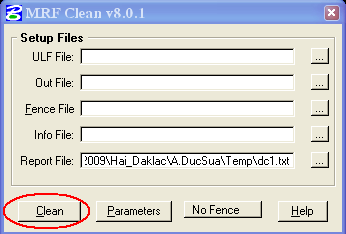 MRF Clean v8.0.1
Setup Files
ULF File: ...
Out File: ...
Fence File: ...
Info File: ...
Report File: 2009\Hai_Daklac\A.DucSua\Temp\dc1.txt ...
Clean Parameters No Fence Help